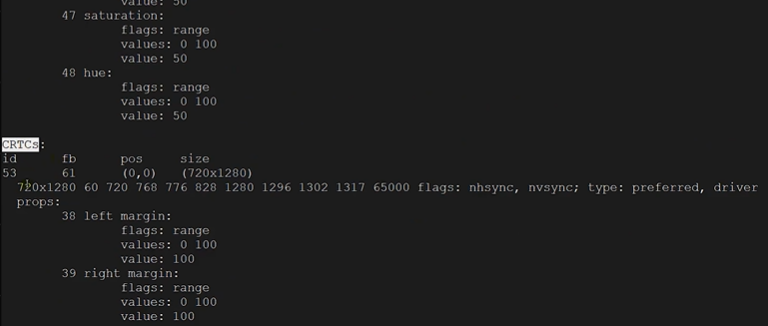 value: 50
47 saturation:
flags: range
values: 0 100
value: 50
48 hue:
flags: range
values: 0 100
value: 50
CRTCs:
id fb pos size
53 61 (0,0) (720x1280)
720x1280 60 720 768 776 828 1280 1296 1302 1317 65000 flags: nhsync, nvsync; type: preferred, driver
props:
38 left margin:
flags: range
values: 0 100
value: 100
39 right margin:
flags: range
values: 0 100
value: 100